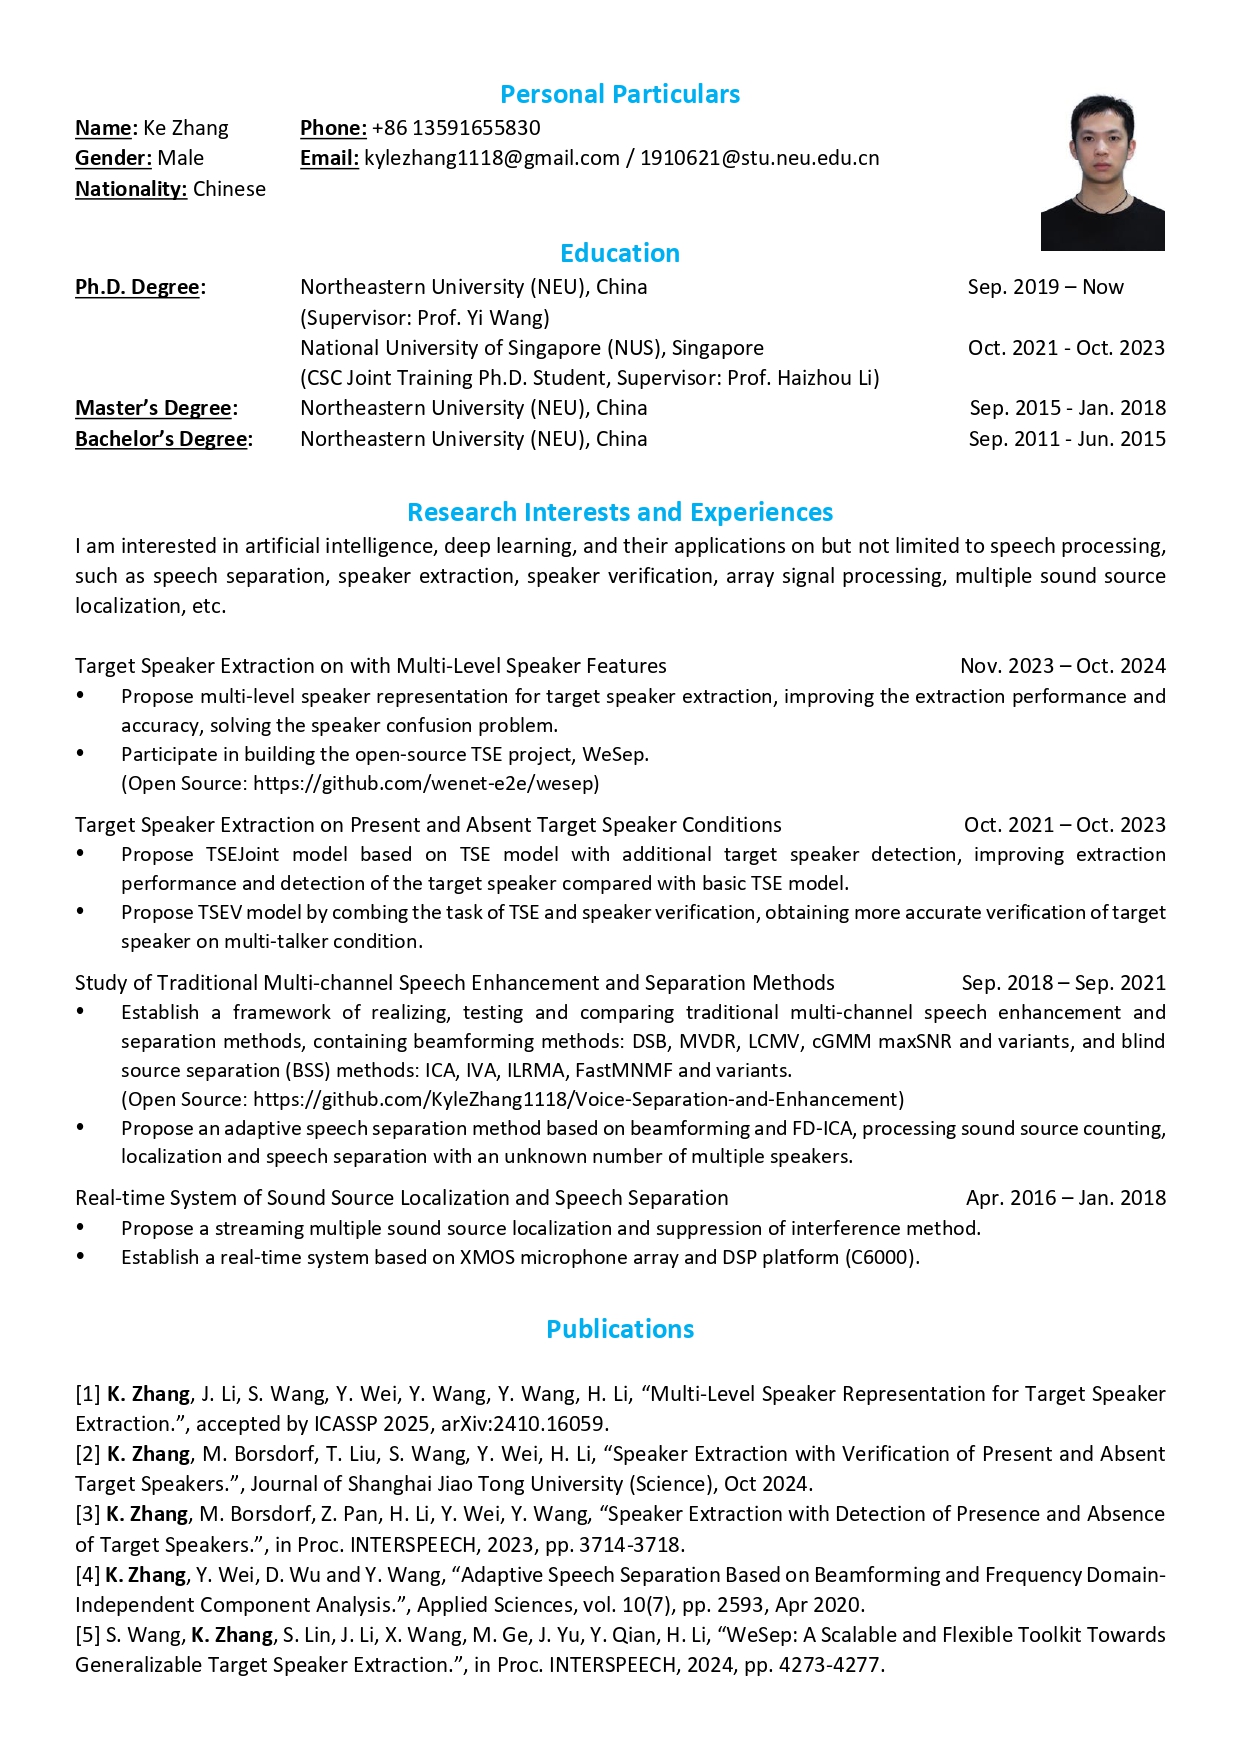 Personal Particulars
Name: Ke Zhang Phone: +86 13591655830
Gender: Male Email: kylezhang1118@gmail.com / 1910621@stu.neu.edu.cn
Nationality: Chinese
Education
Ph.D. Degree: Northeastern University (NEU), China Sep. 2019 – Now
(Supervisor: Prof. Yi Wang)
National University of Singapore (NUS), Singapore Oct. 2021 - Oct. 2023
(CSC Joint Training Ph.D. Student, Supervisor: Prof. Haizhou Li)
Master’s Degree: Northeastern University (NEU), China Sep. 2015 - Jan. 2018
Bachelor’s Degree: Northeastern University (NEU), China Sep. 2011 - Jun. 2015
Research Interests and Experiences
I am interested in artificial intelligence, deep learning, and their applications on but not limited to speech processing,
such as speech separation, speaker extraction, speaker verification, array signal processing, multiple sound source
localization, etc.
Target Speaker Extraction on with Multi-Level Speaker Features Nov. 2023 – Oct. 2024
• Propose multi-level speaker representation for target speaker extraction, improving the extraction performance and
accuracy, solving the speaker confusion problem.
• Participate in building the open-source TSE project, WeSep.
(Open Source: https://github.com/wenet-e2e/wesep)
Target Speaker Extraction on Present and Absent Target Speaker Conditions Oct. 2021 – Oct. 2023
• Propose TSEJoint model based on TSE model with additional target speaker detection, improving extraction
performance and detection of the target speaker compared with basic TSE model.
• Propose TSEV model by combing the task of TSE and speaker verification, obtaining more accurate verification of target
speaker on multi-talker condition.
Study of Traditional Multi-channel Speech Enhancement and Separation Methods Sep. 2018 – Sep. 2021
• Establish a framework of realizing, testing and comparing traditional multi-channel speech enhancement and
separation methods, containing beamforming methods: DSB, MVDR, LCMV, cGMM maxSNR and variants, and blind
source separation (BSS) methods: ICA, IVA, ILRMA, FastMNMF and variants.
(Open Source: https://github.com/KyleZhang1118/Voice-Separation-and-Enhancement)
• Propose an adaptive speech separation method based on beamforming and FD-ICA, processing sound source counting,
localization and speech separation with an unknown number of multiple speakers.
Real-time System of Sound Source Localization and Speech Separation Apr. 2016 – Jan. 2018
• Propose a streaming multiple sound source localization and suppression of interference method.
• Establish a real-time system based on XMOS microphone array and DSP platform (C6000).
Publications
[1] K. Zhang, J. Li, S. Wang, Y. Wei, Y. Wang, Y. Wang, H. Li, “Multi-Level Speaker Representation for Target Speaker
Extraction.”, accepted by ICASSP 2025, arXiv:2410.16059.
[2] K. Zhang, M. Borsdorf, T. Liu, S. Wang, Y. Wei, H. Li, “Speaker Extraction with Verification of Present and Absent
Target Speakers.”, Journal of Shanghai Jiao Tong University (Science), Oct 2024.
[3] K. Zhang, M. Borsdorf, Z. Pan, H. Li, Y. Wei, Y. Wang, “Speaker Extraction with Detection of Presence and Absence
of Target Speakers.”, in Proc. INTERSPEECH, 2023, pp. 3714-3718.
[4] K. Zhang, Y. Wei, D. Wu and Y. Wang, “Adaptive Speech Separation Based on Beamforming and Frequency Domain-
Independent Component Analysis.”, Applied Sciences, vol. 10(7), pp. 2593, Apr 2020.
[5] S. Wang, K. Zhang, S. Lin, J. Li, X. Wang, M. Ge, J. Yu, Y. Qian, H. Li, “WeSep: A Scalable and Flexible Toolkit Towards
Generalizable Target Speaker Extraction.”, in Proc. INTERSPEECH, 2024, pp. 4273-4277.